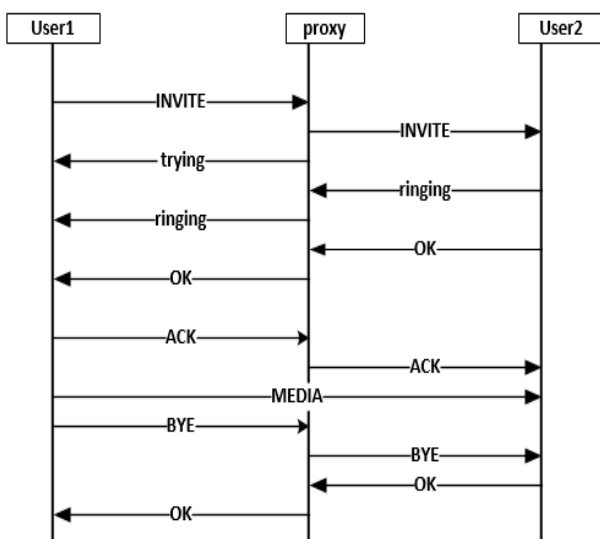 User1 proxy User2
INVITE
INVITE
trying
ringing
ringing
OK
OK
ACK
ACK
MEDIA
BYE
BYE
OK
OK